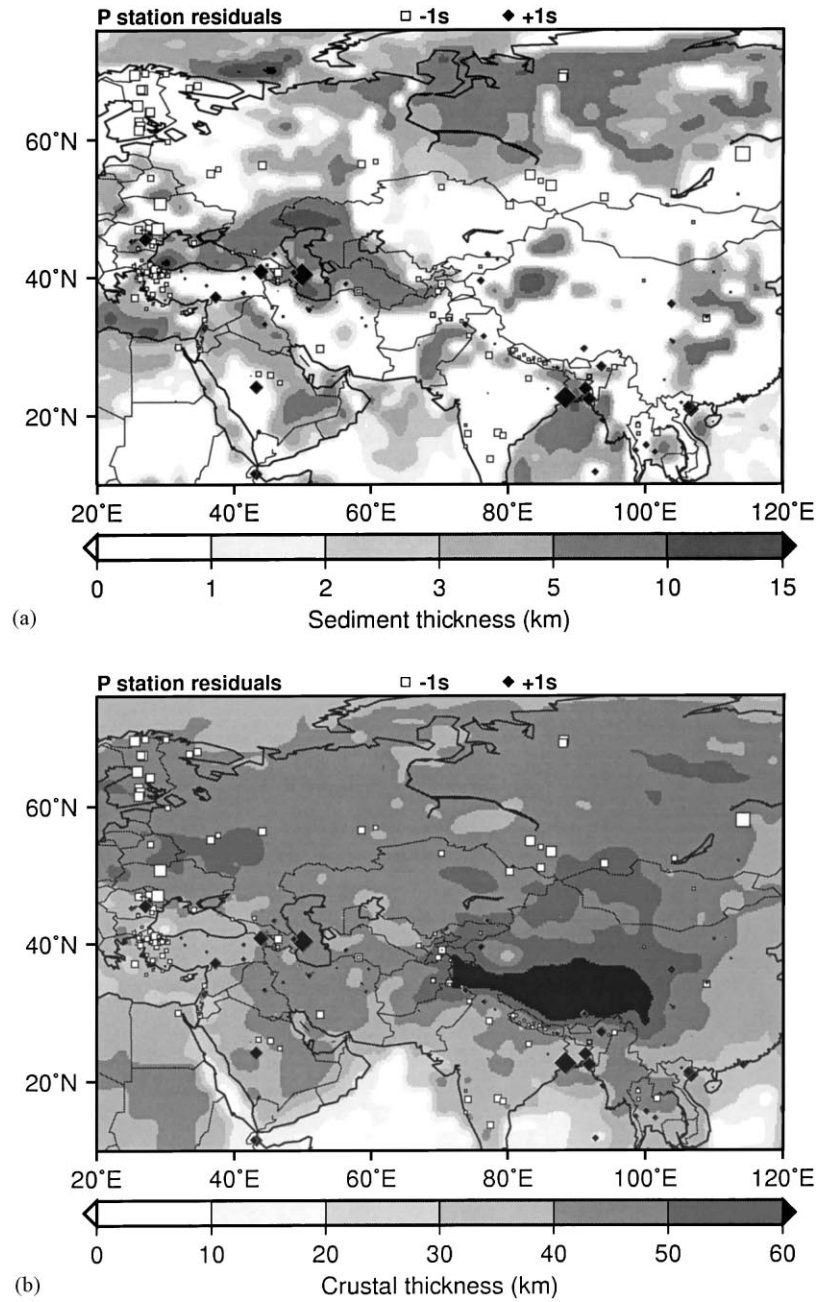 P station residuals -1s +1s
60°N
40°N
20°N
20°E 40°E 60°E 80°E 100°E 120°E
0 1 2 3 5 10 15
(a) Sediment thickness (km)
P station residuals -1s +1s
60°N
40°N
20°N
20°E 40°E 60°E 80°E 100°E 120°E
0 10 20 30 40 50 60
(b) Crustal thickness (km)